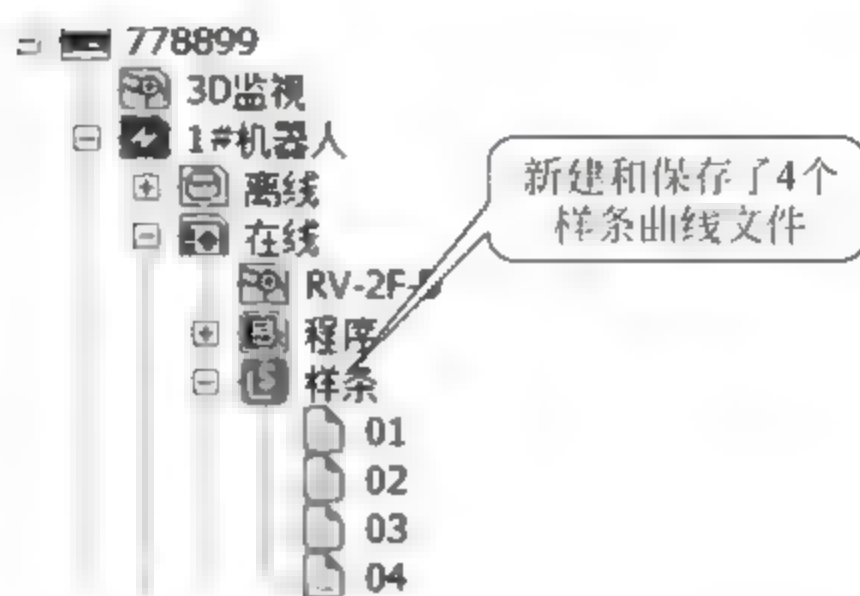 778899
3D监视
1#机器人
离线
在线
RV-2F-D
程序
样条
01
02
03
04
新建和保存了4个
样条曲线文件